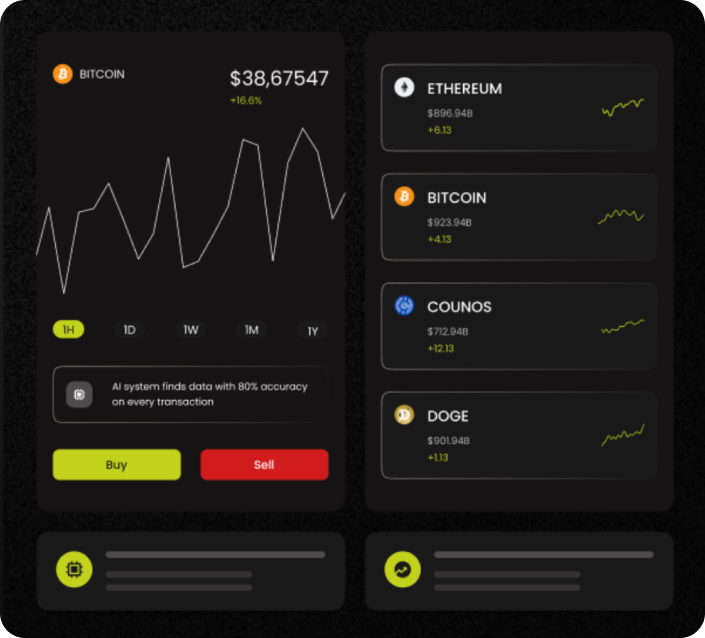 BITCOIN
$38,67547
+16.6%
1H 1D 1W 1M 1Y
AI system finds data with 80% accuracy
on every transaction
Buy Sell
ETHEREUM
$896.94B
+6.13
BITCOIN
$923.94B
+4.13
COUNOS
$712.94B
+12.13
DOGE
$901.94B
+1.13